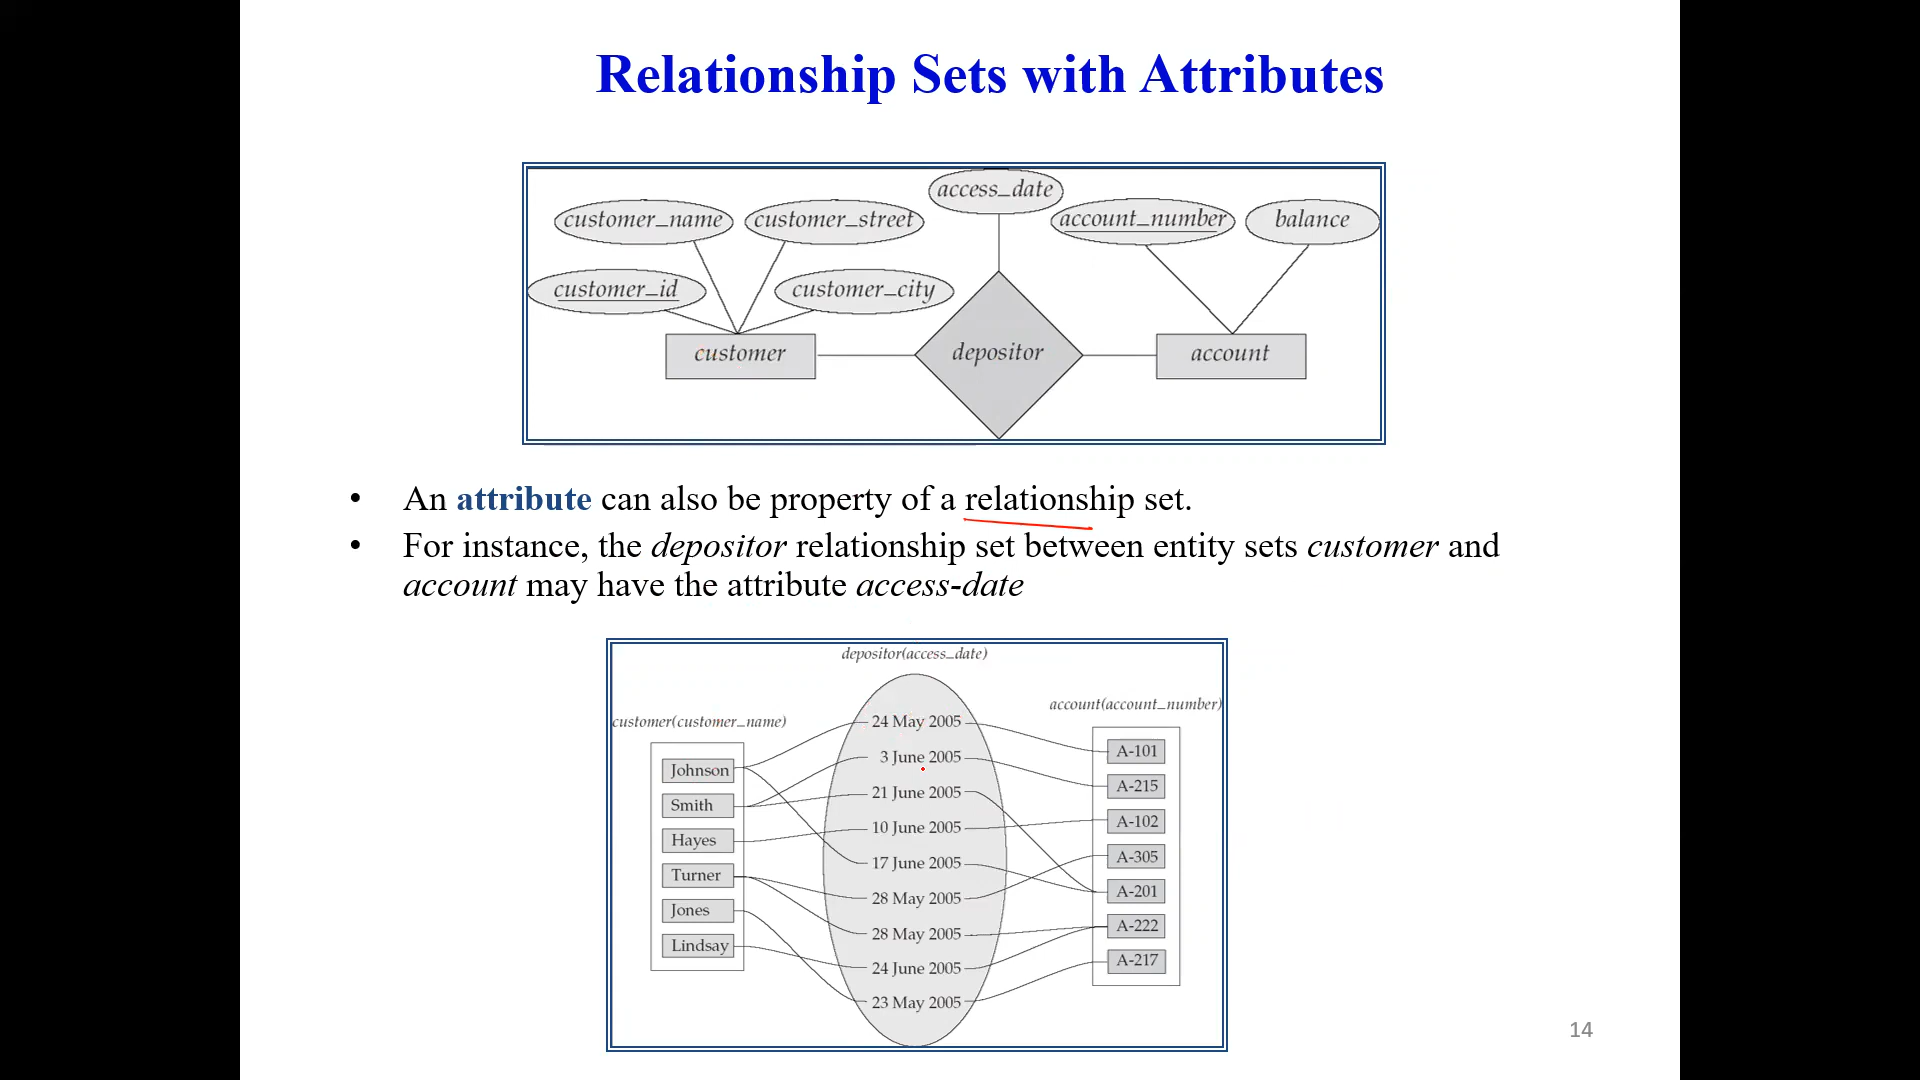 Relationship Sets with Attributes
access_date
customer_name customer_street account_number balance
customer_id customer_city
customer depositor account
• An attribute can also be property of a relationship set.
• For instance, the depositor relationship set between entity sets customer and
account may have the attribute access-date
depositor(access_date)
account(account_number)
customer(customer_name)
24 May 2005
3 June 2005
21 June 2005
10 June 2005
17 June 2005
28 May 2005
28 May 2005
24 June 2005
23 May 2005
Johnson
Smith
Hayes
Turner
Jones
Lindsay
A-101
A-215
A-102
A-305
A-201
A-222
A-217
14